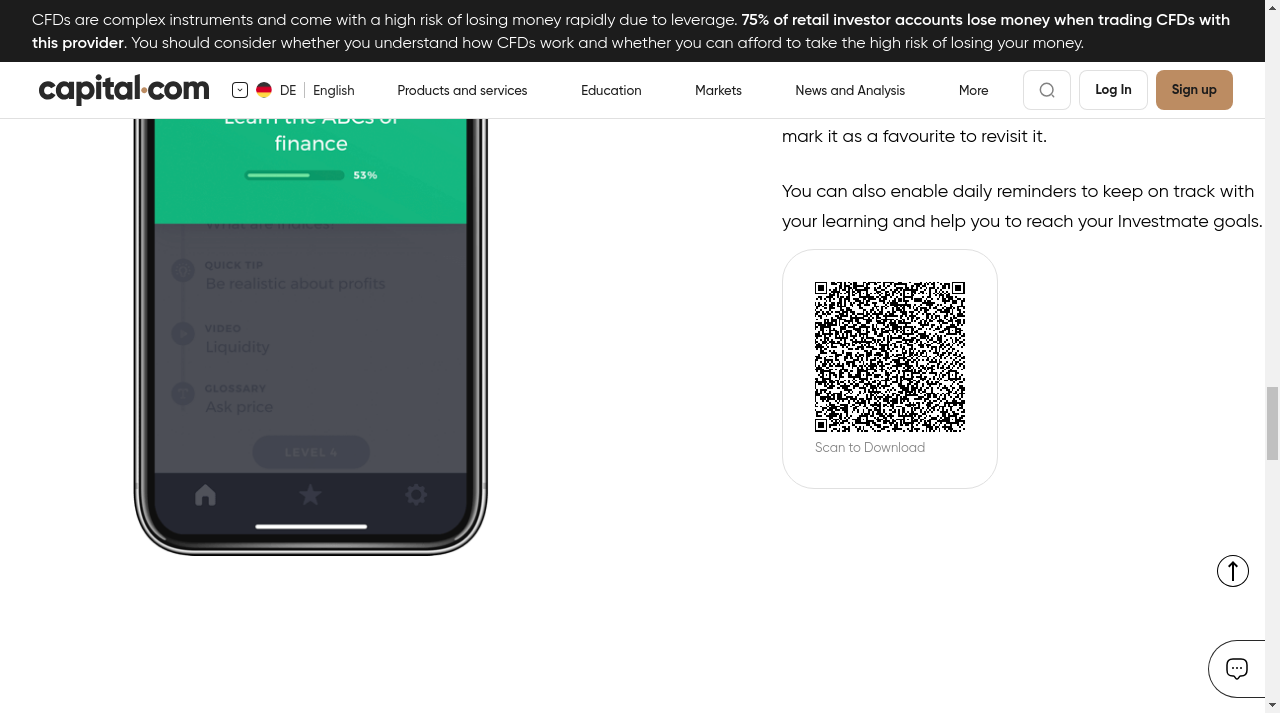 CFDs are complex instruments and come with a high risk of losing money rapidly due to leverage. 75% of retail investor accounts lose money when trading CFDs with
this provider. You should consider whether you understand how CFDs work and whether you can afford to take the high risk of losing your money.
capital.com
DE
English
Products and services
Education
Markets
News and Analysis
More
Log In
Sign up
Learn the ABCs of
finance
53%
What are indices?
QUICK TIP
Be realistic about profits
VIDEO
Liquidity
GLOSSARY
Ask price
LEVEL 4
mark it as a favourite to revisit it.
You can also enable daily reminders to keep on track with
your learning and help you to reach your Investmate goals.
Scan to Download